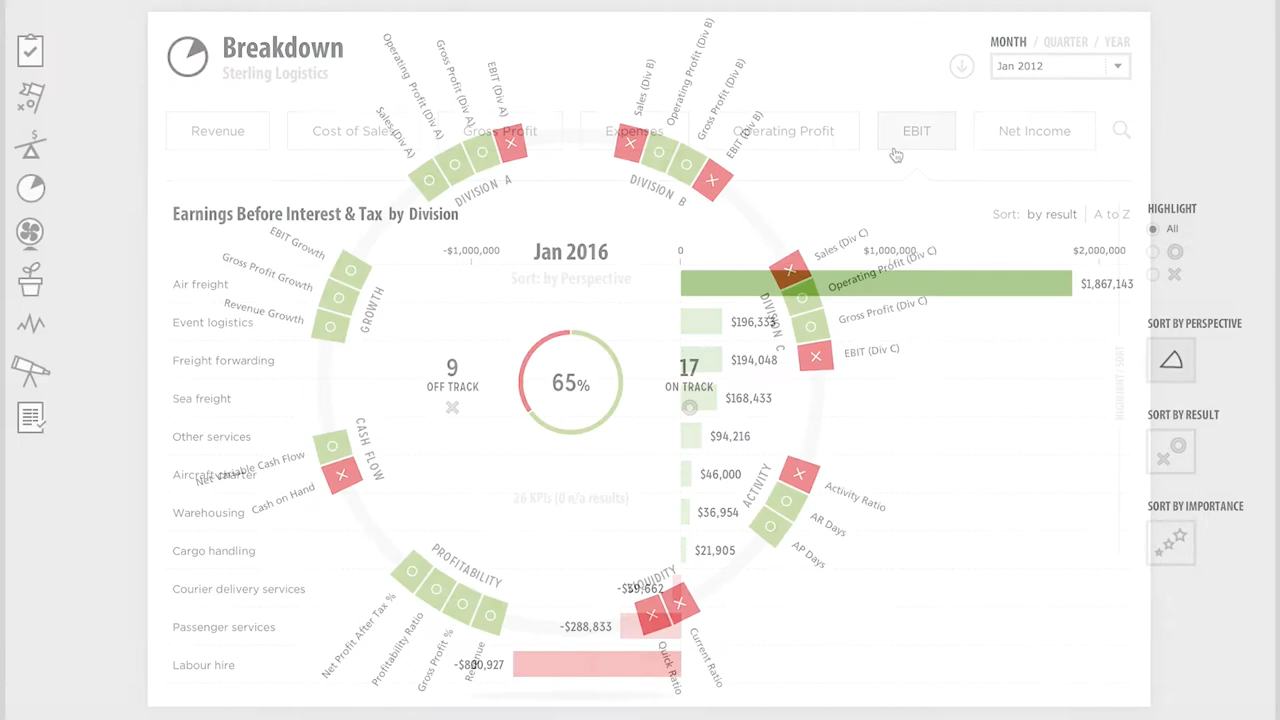 Breakdown
Sterling Logistics
MONTH / QUARTER / YEAR
Jan 2012
Revenue
Cost of Sales
Gross Profit
Expenses
Operating Profit
EBIT
Net Income
Sales (Div A)
Operating Profit (Div A)
Gross Profit (Div A)
EBIT (Div A)
DIVISION A
Sales (Div B)
Operating Profit (Div B)
Gross Profit (Div B)
EBIT (Div B)
DIVISION B
Earnings Before Interest & Tax by Division
Sort: by result | A to Z
-$1,000,000
0
$1,000,000
$2,000,000
Jan 2016
Sort: by Perspective
HIGHLIGHT
All
SORT BY PERSPECTIVE
SORT BY RESULT
SORT BY IMPORTANCE
HIGHLIGHT / SORT
Sales (Div C)
Operating Profit (Div C)
Gross Profit (Div C)
EBIT (Div C)
DIVISION C
EBIT Growth
Gross Profit Growth
Revenue Growth
GROWTH
Air freight
$1,867,143
Event logistics
Freight forwarding
$194,048
Sea freight
$168,433
Other services
$94,216
Aircraft charter
$46,000
Warehousing
$36,954
Cargo handling
$21,905
Courier delivery services
Passenger services
-$288,833
Labour hire
9
OFF TRACK
65%
17
ON TRACK
26 KPIs (0 n/a results)
CASH FLOW
Net Variable Cash Flow
Cash on Hand
ACTIVITY
Activity Ratio
AR Days
AP Days
PROFITABILITY
Net Profit After Tax %
Profitability Ratio
Gross Profit %
Revenue
LIQUIDITY
Quick Ratio
Current Ratio